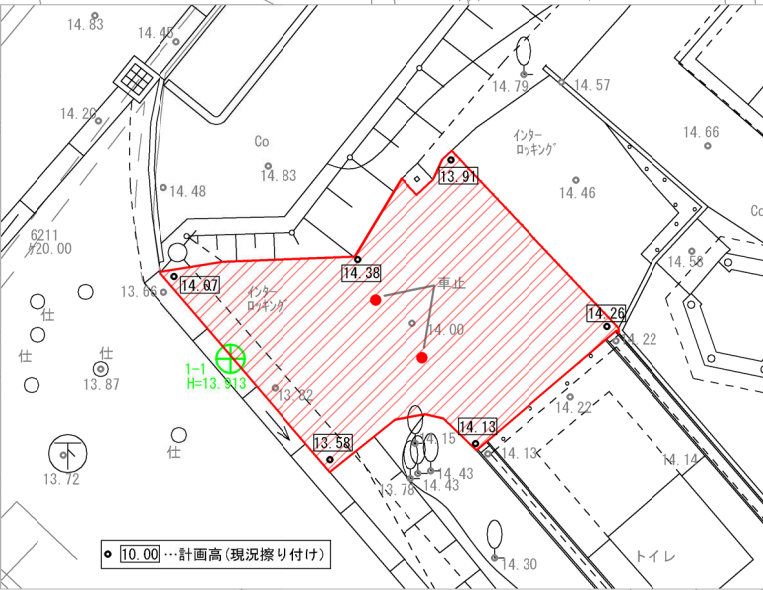 14.83
14.45
14.79
14.57
14.20
14.66
Co
インター
ロッキング
14.83
13.91
14.48
14.46
Co
6211
ｹ20.00
14.58
14.38
14.07
インター
ロッキング
車止
13.66
14.26
仕
14.00
14.22
仕
仕
1-1
H=13.913
13.87
13.82
14.22
14.13
14.15
仕
13.58
14.13
14.14
14.43
13.72
13.78
14.43
10.00…計画高(現況擦り付け)
14.30
トイレ